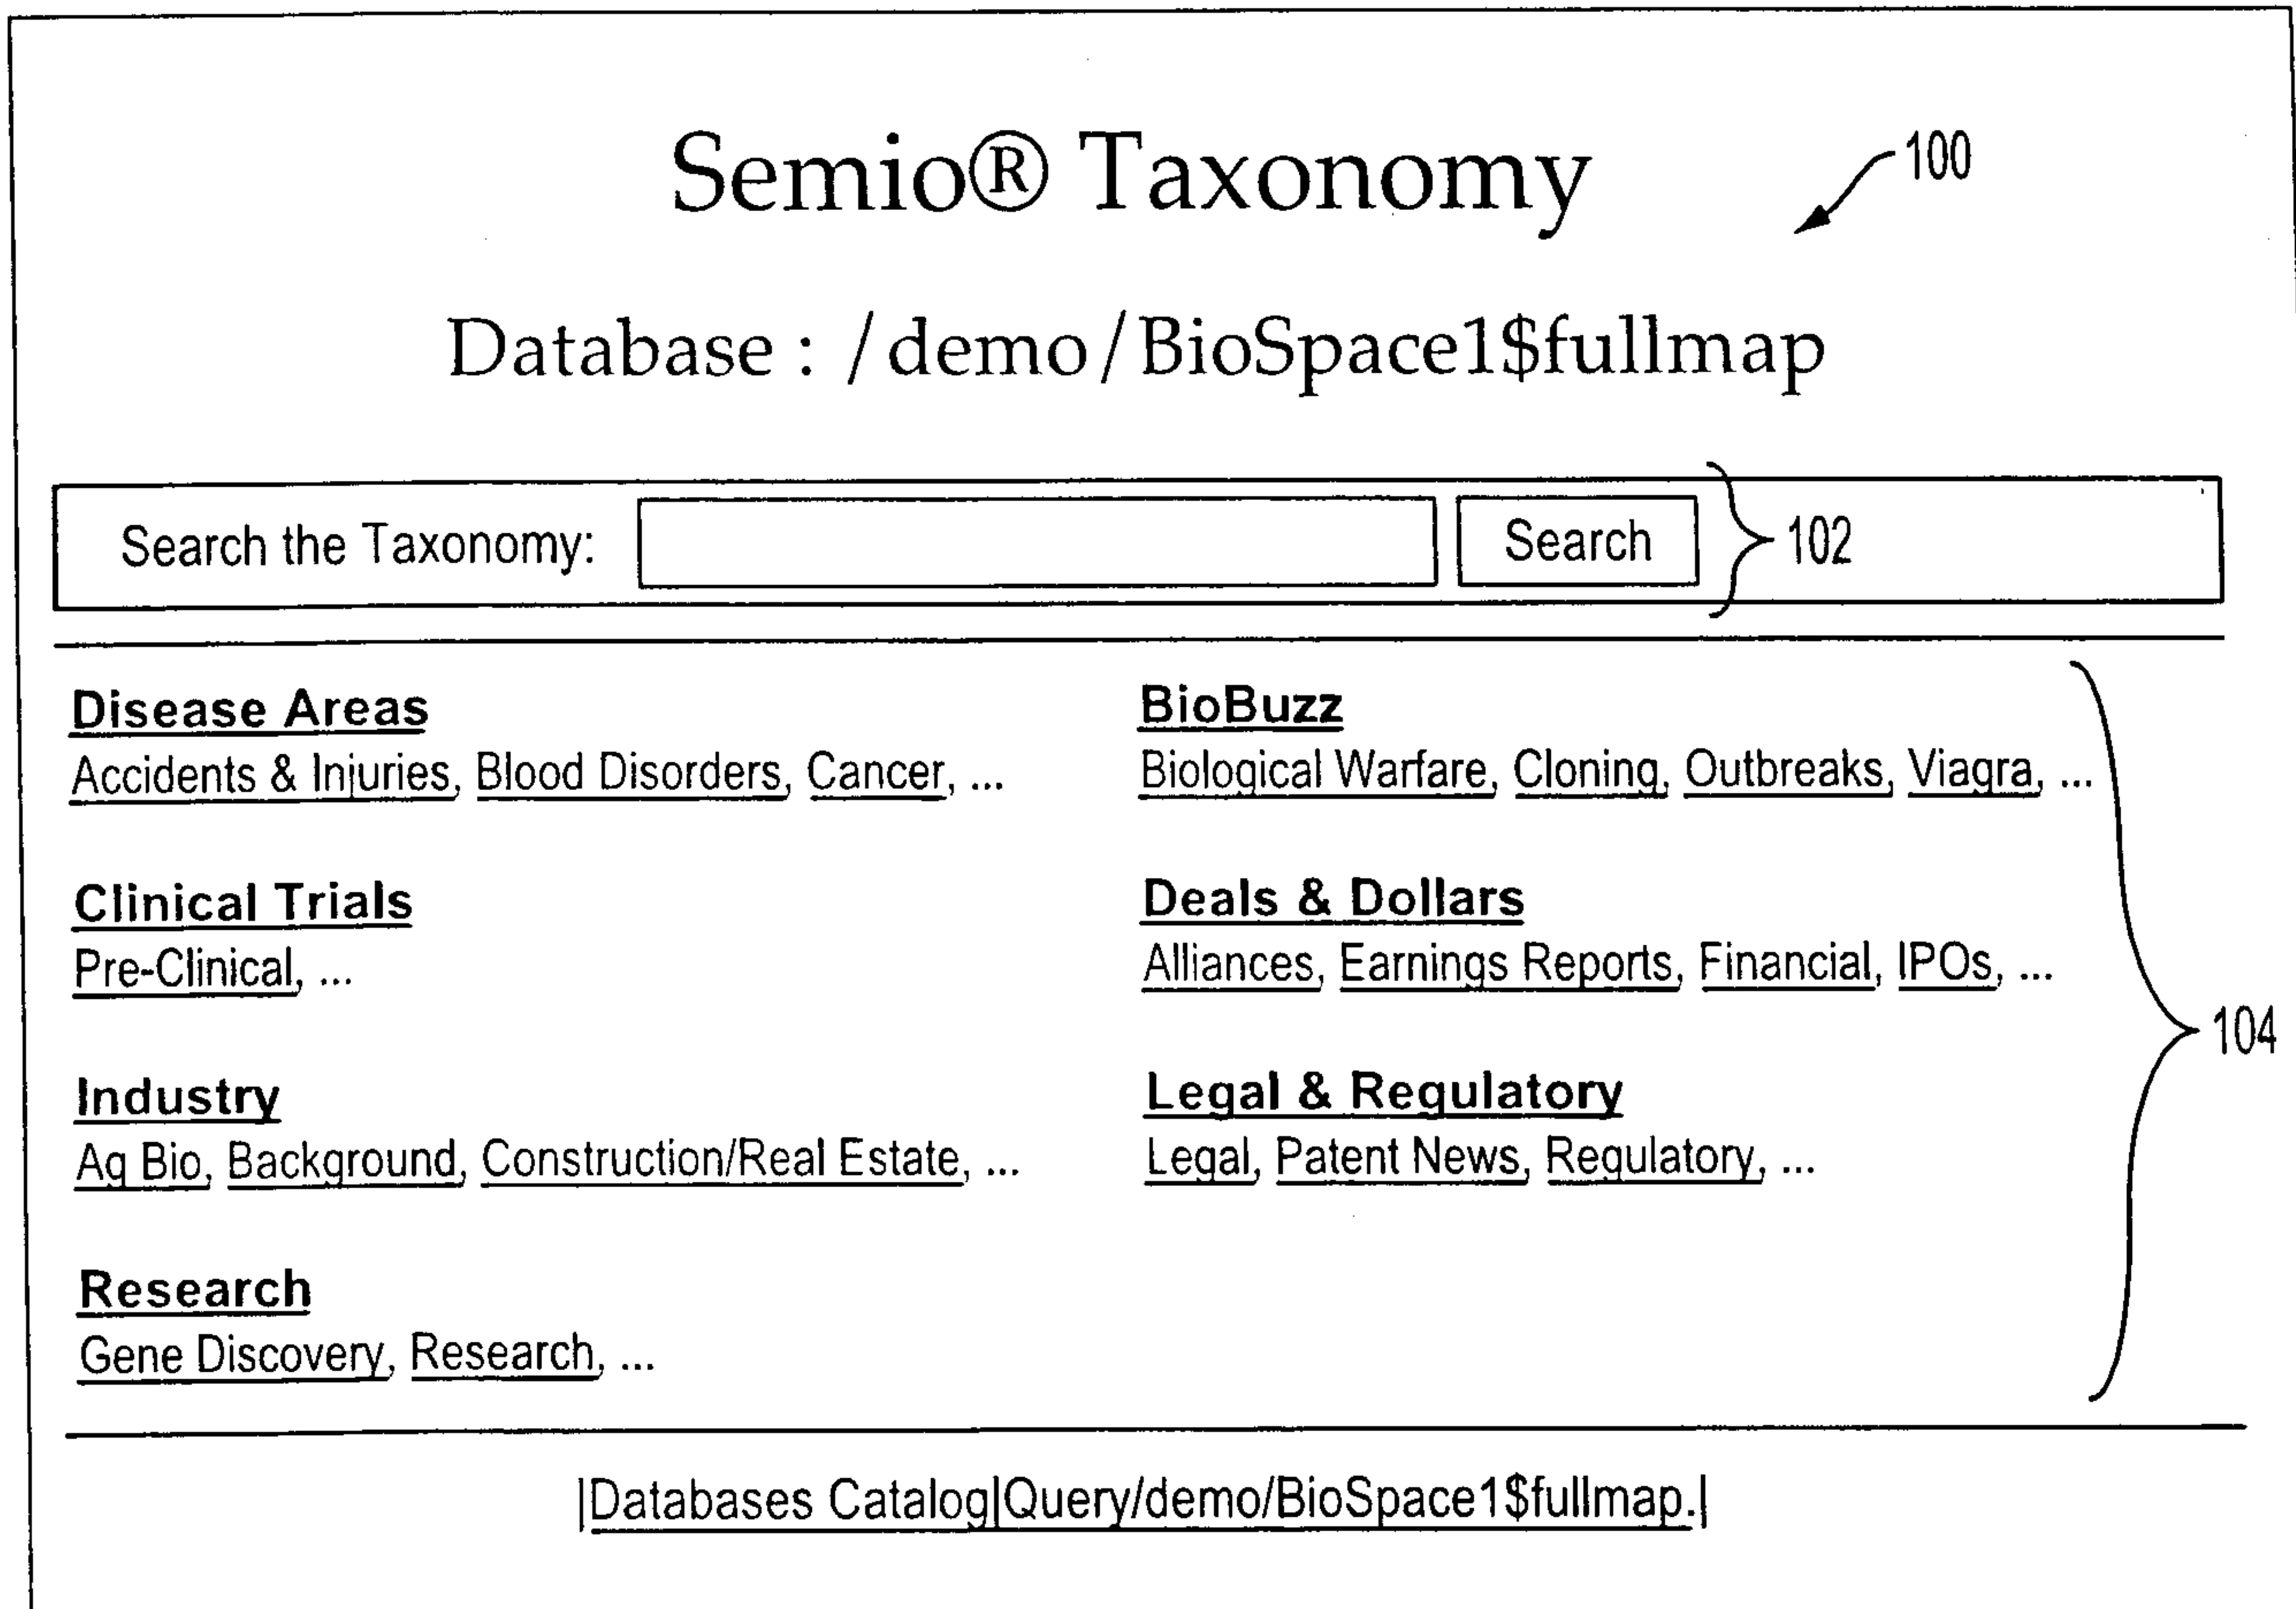 Semio® Taxonomy
100
Database : /demo/BioSpace1$fullmap
Search the Taxonomy:
Search
102
Disease Areas
Accidents & Injuries, Blood Disorders, Cancer, ...
BioBuzz
Biological Warfare, Cloning, Outbreaks, Viagra, ...
Clinical Trials
Pre-Clinical, ...
Deals & Dollars
Alliances, Earnings Reports, Financial, IPOs, ...
104
Industry
Ag Bio, Background, Construction/Real Estate, ...
Legal & Regulatory
Legal, Patent News, Regulatory, ...
Research
Gene Discovery, Research, ...
|Databases Catalog|Query/demo/BioSpace1$fullmap.|